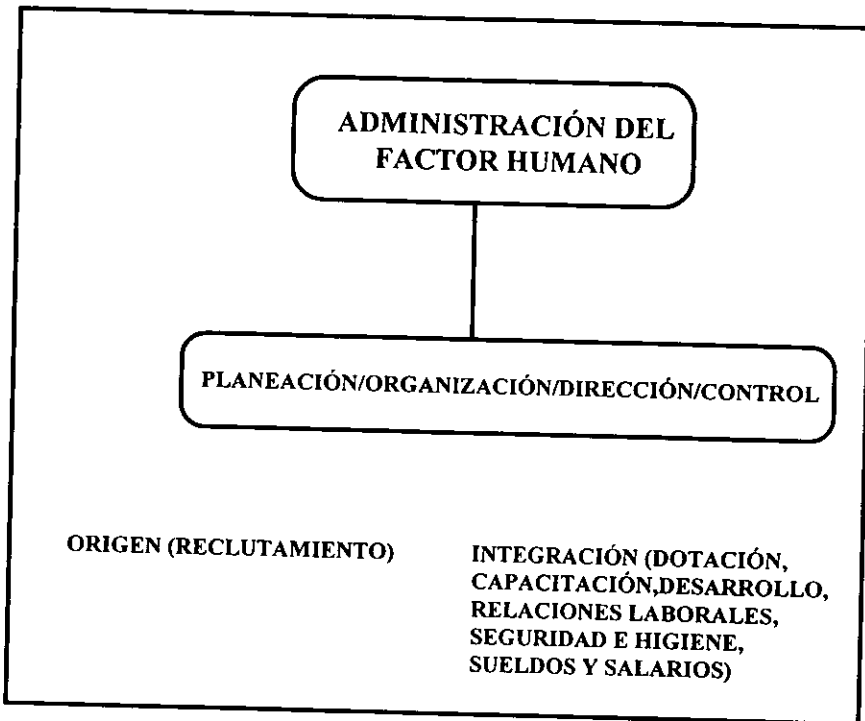 ADMINISTRACIÓN DEL
FACTOR HUMANO
PLANEACIÓN/ORGANIZACIÓN/DIRECCIÓN/CONTROL
ORIGEN (RECLUTAMIENTO)
INTEGRACIÓN (DOTACIÓN,
CAPACITACIÓN,DESARROLLO,
RELACIONES LABORALES,
SEGURIDAD E HIGIENE,
SUELDOS Y SALARIOS)